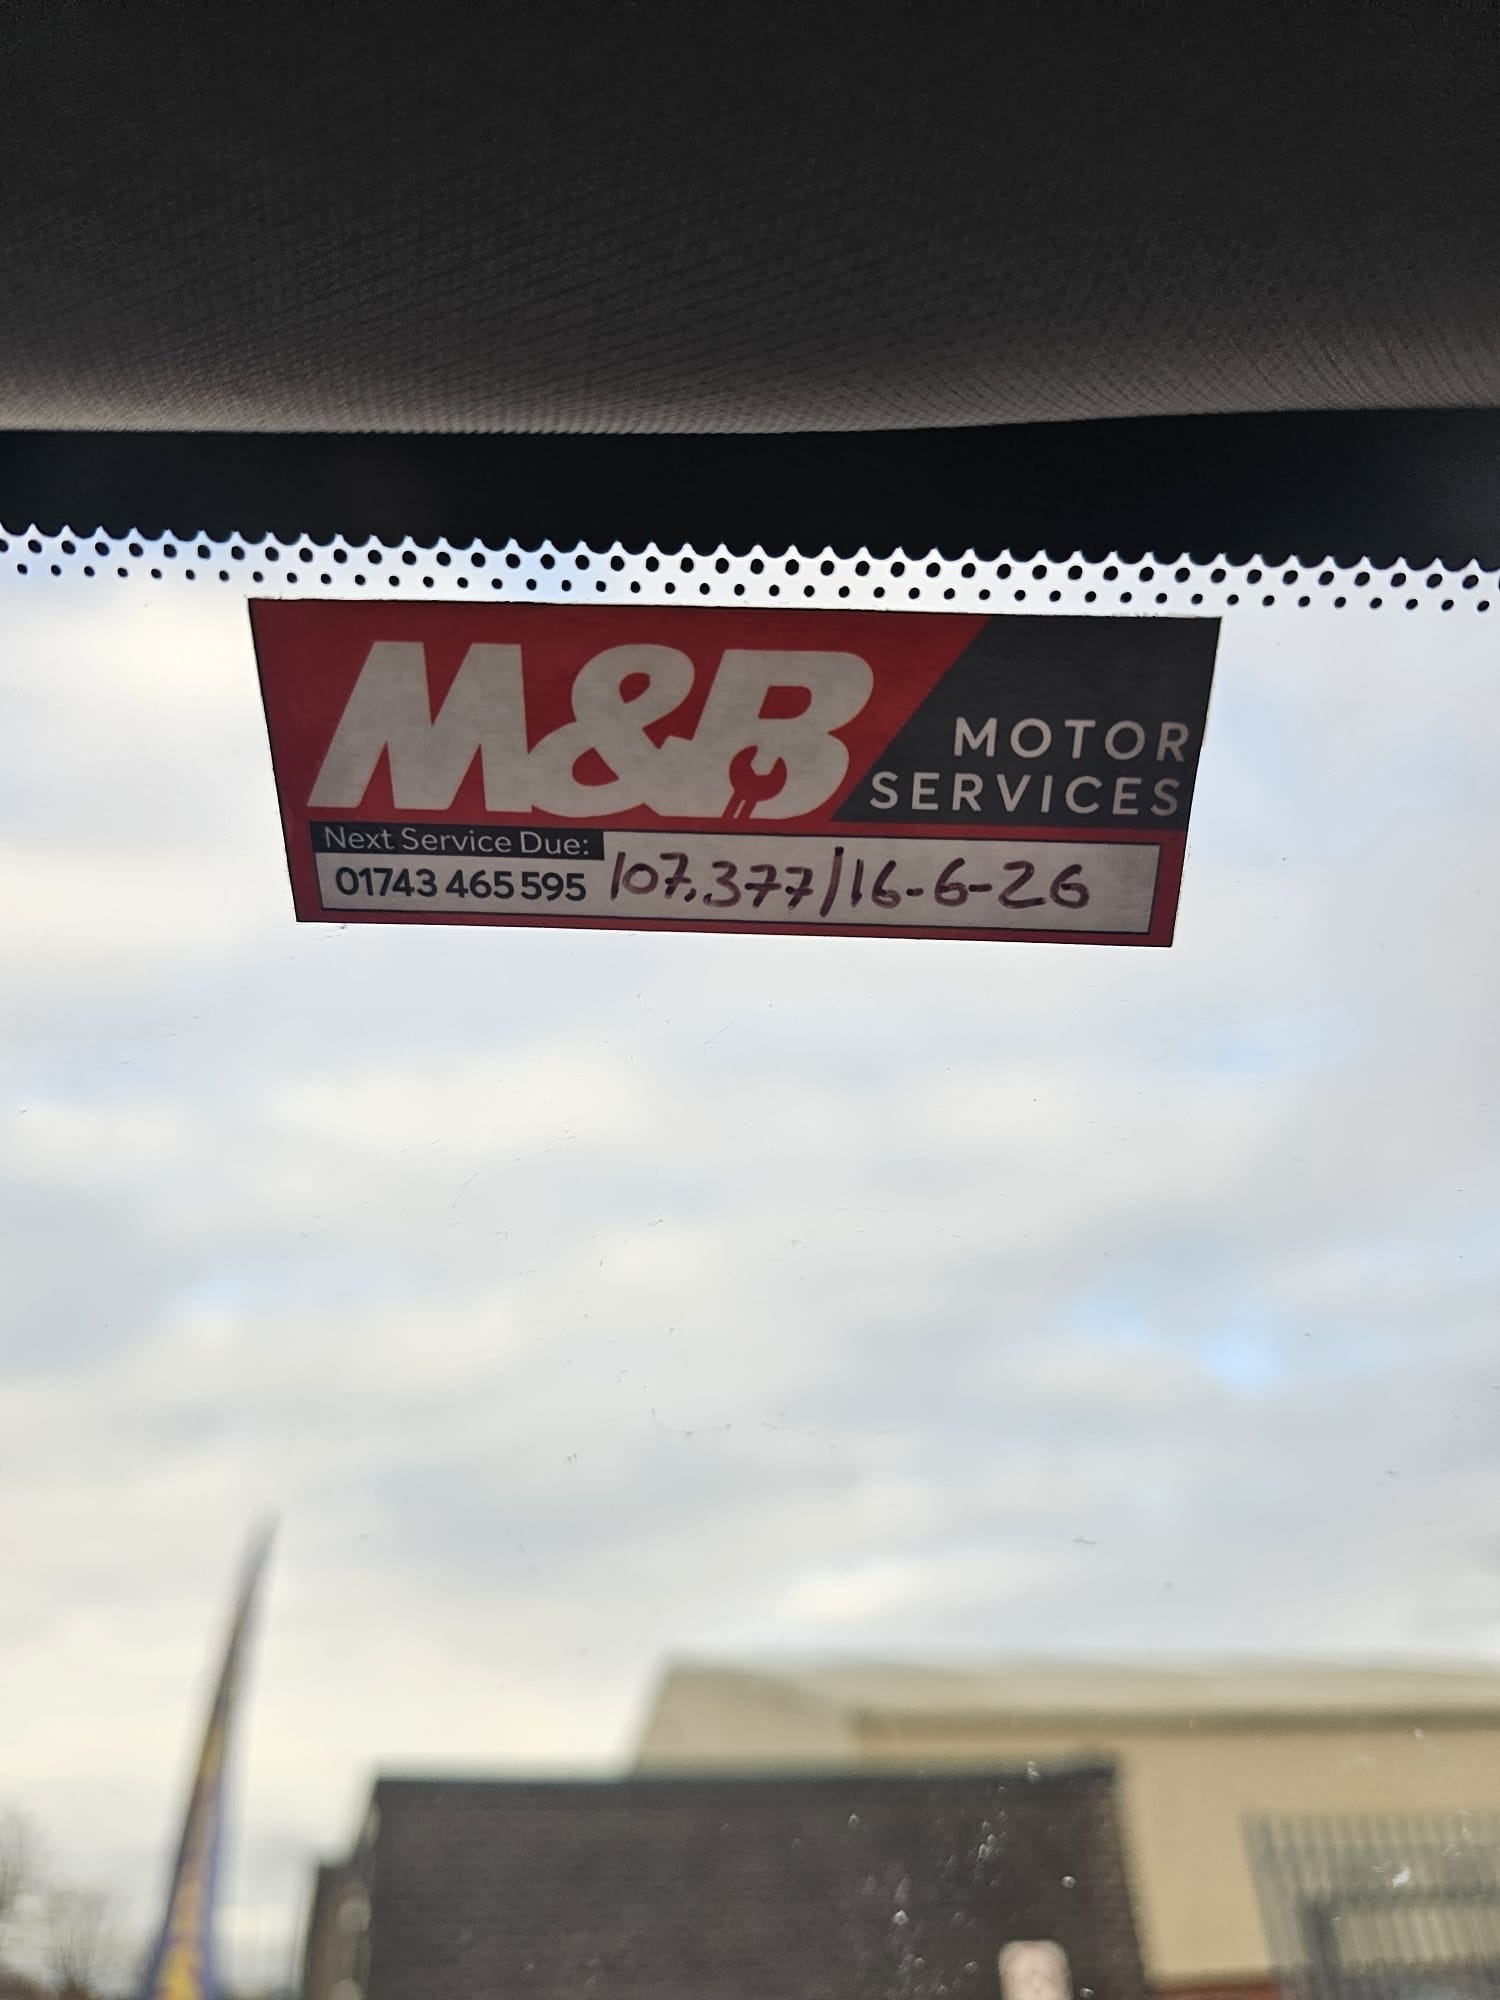 M&B
MOTOR
SERVICES
Next Service Due:
01743 465 595 107,377/16-6-26